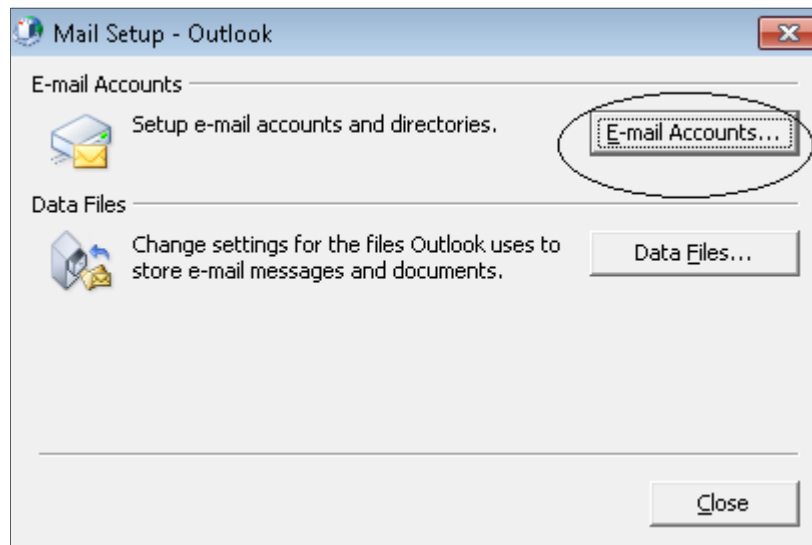 Mail Setup - Outlook
E-mail Accounts
Setup e-mail accounts and directories.
E-mail Accounts...
Data Files
Change settings for the files Outlook uses to
store e-mail messages and documents.
Data Files...
Close